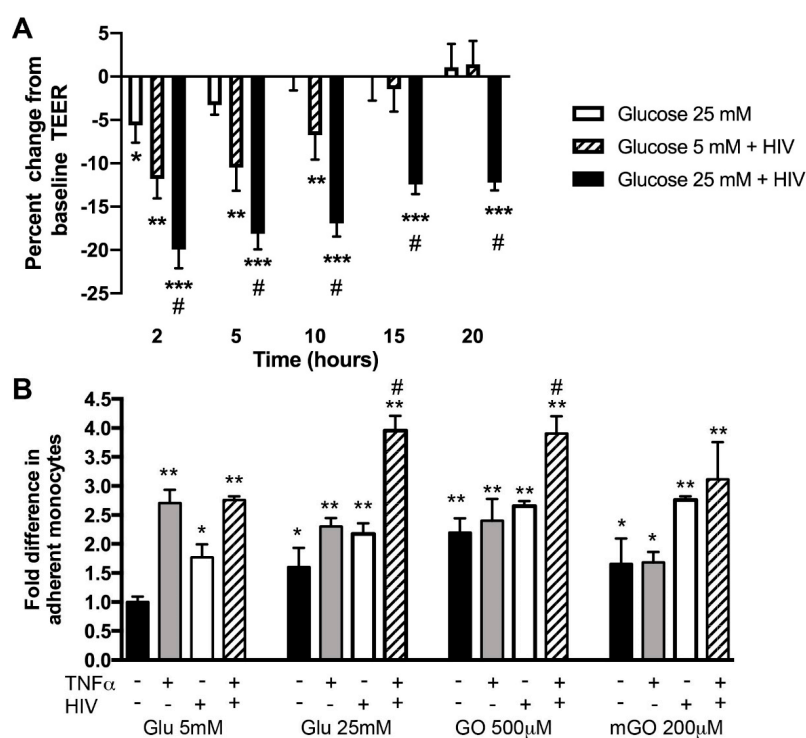 A
Percent change from
baseline TEER
5
0
-5
-10
-15
-20
-25
*
**
***
#
**
***
#
**
***
#
***
#
***
#
2 5 10 15 20
Time (hours)
Glucose 25 mM
Glucose 5 mM + HIV
Glucose 25 mM + HIV
B
Fold difference in
adherent monocytes
4.5
4.0
3.5
3.0
2.5
2.0
1.5
1.0
0.5
0.0
** * **
* ** ** # **
** ** ** # **
* * ** **
TNFα - + - + - + - + - + - + - + - +
HIV - - + + - - + + - - + + - - + +
Glu 5mM Glu 25mM GO 500μM mGO 200μM